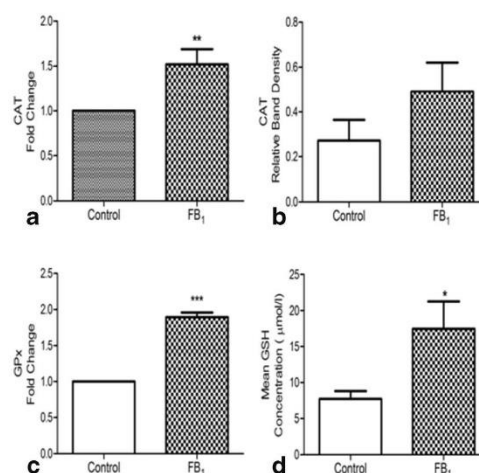 CAT
Fold Change
2.0
1.5
1.0
0.5
0.0
**
Control
FB₁
a
CAT
Relative Band Density
0.8
0.6
0.4
0.2
0.0
Control
FB₁
b
GPx
Fold Change
2.5
2.0
1.5
1.0
0.5
0.0
***
Control
FB₁
c
Mean GSH
Concentration ( μmol/l)
25
20
15
10
5
0
*
Control
FB₁
d